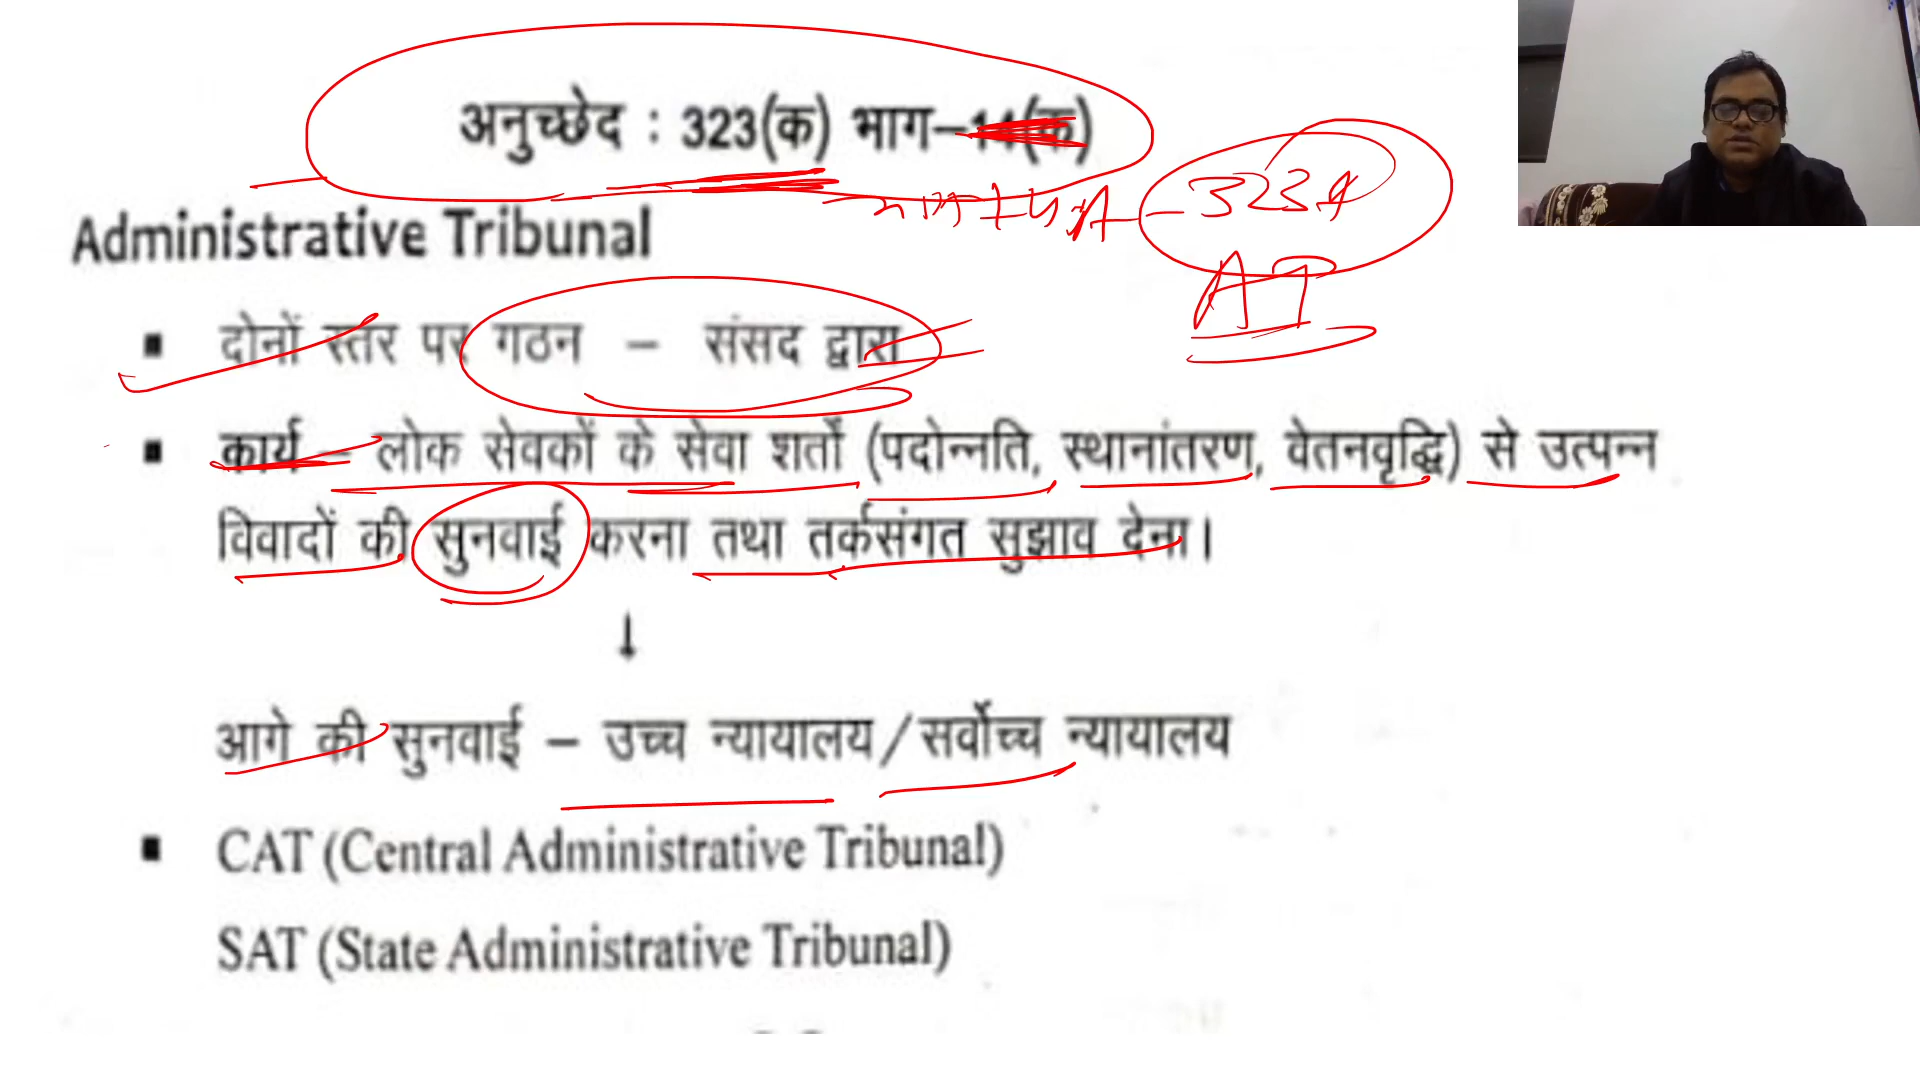 अनुच्छेद : 323(क) भाग–14(क)
323क
Administrative Tribunal
AT
▪ दोनों स्तर पर गठन – संसद द्वारा
▪ कार्य – लोक सेवकों के सेवा शर्तों (पदोन्नति, स्थानांतरण, वेतनवृद्धि) से उत्पन्न
विवादों की सुनवाई करना तथा तर्कसंगत सुझाव देना।
↓
आगे की सुनवाई – उच्च न्यायालय/सर्वोच्च न्यायालय
▪ CAT (Central Administrative Tribunal)
SAT (State Administrative Tribunal)